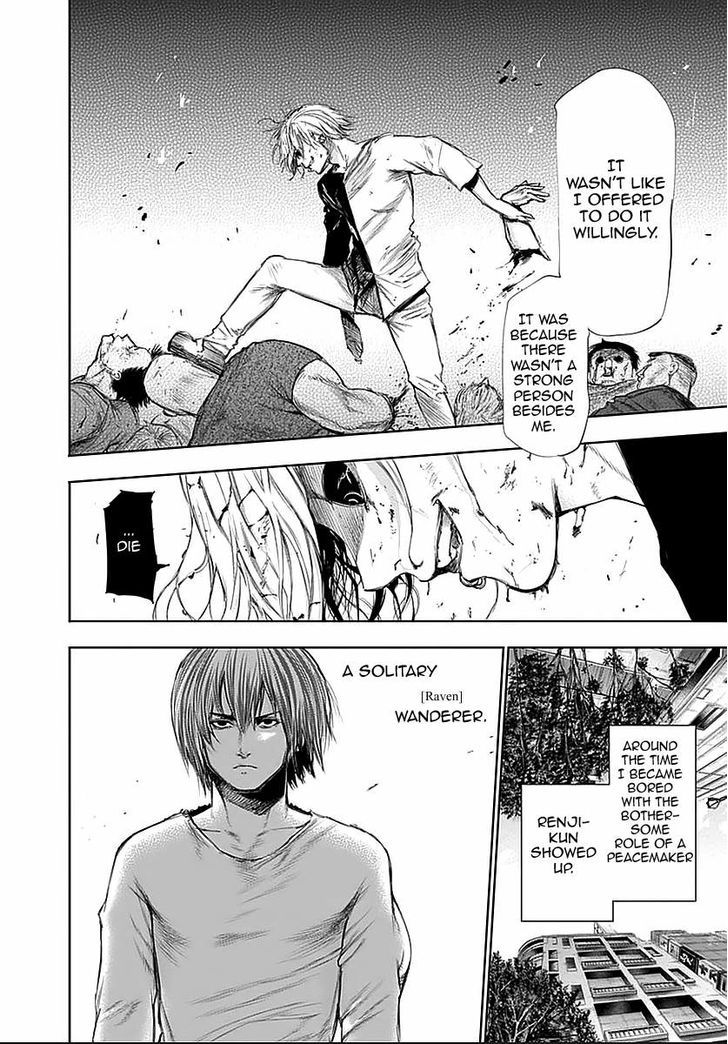 IT
WASN'T LIKE
I OFFERED
TO DO IT
WILLINGLY.
IT WAS
BECAUSE
THERE
WASN'T A
STRONG
PERSON
BESIDES
ME.
...
DIE
AROUND
THE TIME
I BECAME
BORED
WITH THE
BOTHER-
SOME
ROLE OF A
PEACEMAKER
RENJI-
KUN
SHOWED
UP.
A SOLITARY
[Raven]
WANDERER.